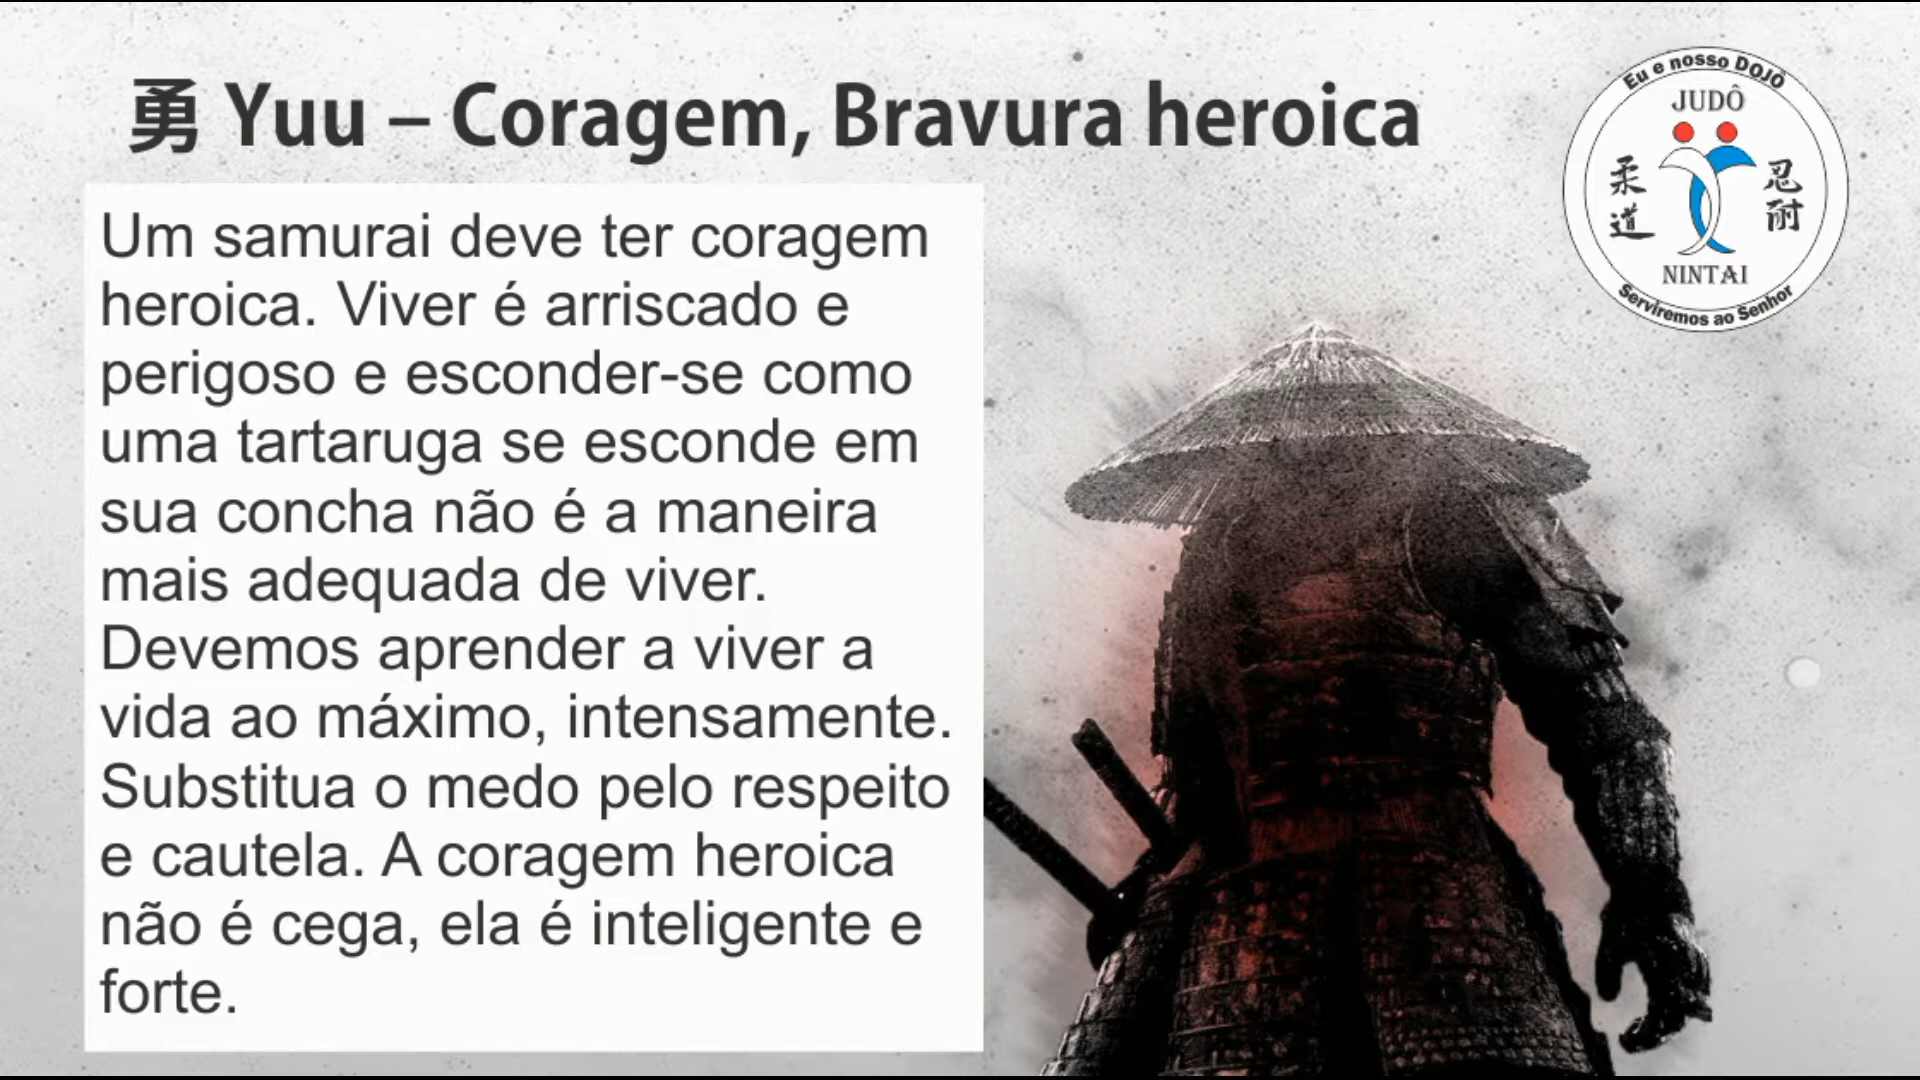 勇 Yuu – Coragem, Bravura heroica
Um samurai deve ter coragem
heroica. Viver é arriscado e
perigoso e esconder-se como
uma tartaruga se esconde em
sua concha não é a maneira
mais adequada de viver.
Devemos aprender a viver a
vida ao máximo, intensamente.
Substitua o medo pelo respeito
e cautela. A coragem heroica
não é cega, ela é inteligente e
forte.
Eu e nosso DOJÔ
JUDÔ
柔道
忍耐
NINTAI
Serviremos ao Senhor